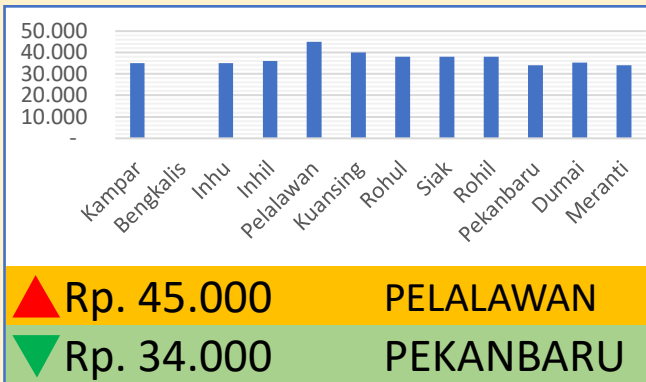 50.000
40.000
30.000
20.000
10.000
-
Kampar
Bengkalis
Inhu
Inhil
Pelalawan
Kuansing
Rohul
Siak
Rohil
Pekanbaru
Dumai
Meranti
Rp. 45.000 PELALAWAN
Rp. 34.000 PEKANBARU